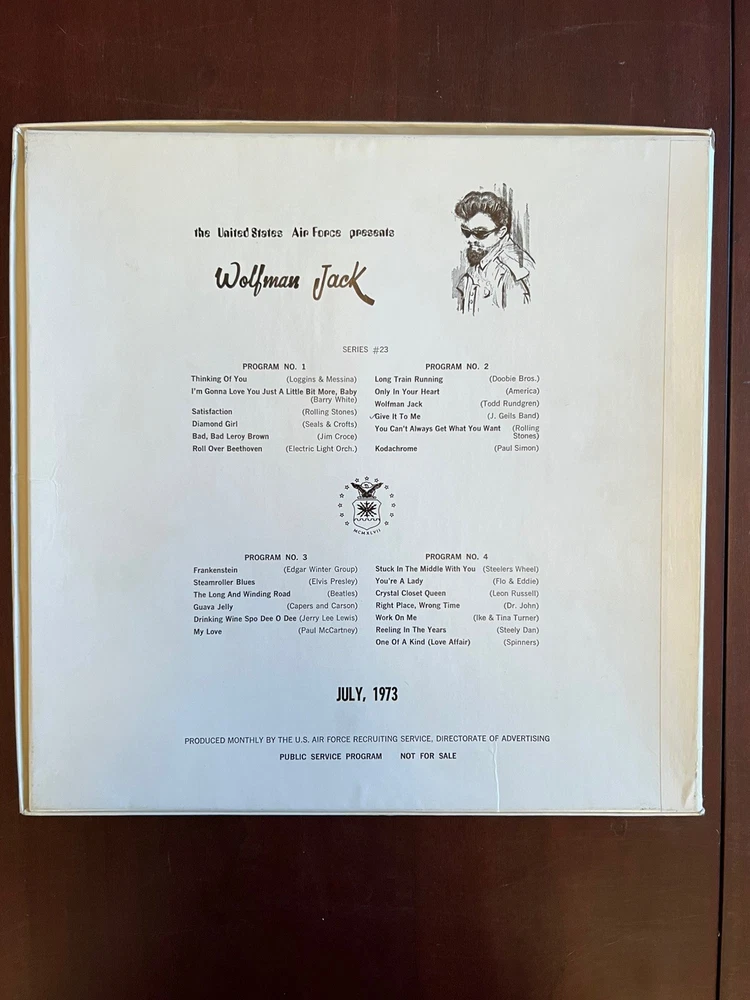 the United States Air Force presents
Wolfman Jack
SERIES #23
PROGRAM NO. 1
Thinking Of You (Loggins & Messina)
I'm Gonna Love You Just A Little Bit More, Baby
(Barry White)
Satisfaction (Rolling Stones)
Diamond Girl (Seals & Crofts)
Bad, Bad Leroy Brown (Jim Croce)
Roll Over Beethoven (Electric Light Orch.)
PROGRAM NO. 2
Long Train Running (Doobie Bros.)
Only In Your Heart (America)
Wolfman Jack (Todd Rundgren)
✓Give It To Me (J. Geils Band)
You Can't Always Get What You Want (Rolling
Stones)
Kodachrome (Paul Simon)
MCMXLVII
PROGRAM NO. 3
Frankenstein (Edgar Winter Group)
Steamroller Blues (Elvis Presley)
The Long And Winding Road (Beatles)
Guava Jelly (Capers and Carson)
Drinking Wine Spo Dee O Dee (Jerry Lee Lewis)
My Love (Paul McCartney)
PROGRAM NO. 4
Stuck In The Middle With You (Steelers Wheel)
You're A Lady (Flo & Eddie)
Crystal Closet Queen (Leon Russell)
Right Place, Wrong Time (Dr. John)
Work On Me (Ike & Tina Turner)
Reeling In The Years (Steely Dan)
One Of A Kind (Love Affair) (Spinners)
JULY, 1973
PRODUCED MONTHLY BY THE U.S. AIR FORCE RECRUITING SERVICE, DIRECTORATE OF ADVERTISING
PUBLIC SERVICE PROGRAM NOT FOR SALE